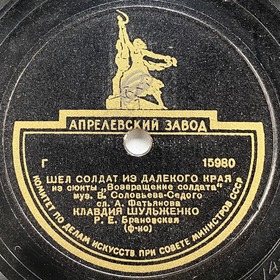 АПРЕЛЕВСКИЙ ЗАВОД
Г 15980
ШЕЛ СОЛДАТ ИЗ ДАЛЕКОГО КРАЯ
из сюиты „Возвращение солдата"
муз. В. Соловьева-Седого
сл. А. Фатьянова
КЛАВДИЯ ШУЛЬЖЕНКО
Р. Е. Брановская
(ф-но)
КОМИТЕТ ПО ДЕЛАМ ИСКУССТВ ПРИ СОВЕТЕ МИНИСТРОВ СССР